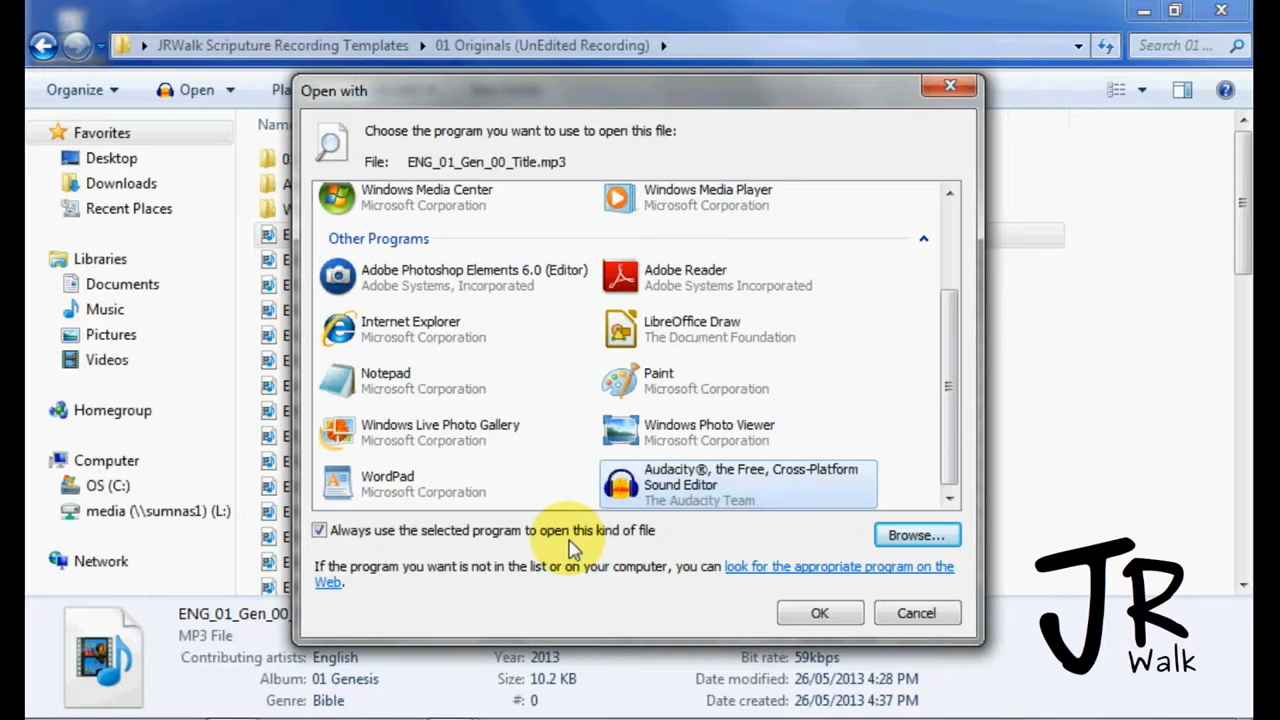 JRWalk Scriputure Recording Templates
01 Originals (UnEdited Recording)
Search 01 ...
Organize
Open
Open with
Favorites
Desktop
Downloads
Recent Places
Libraries
Documents
Music
Pictures
Videos
Homegroup
Computer
OS (C:)
media (\\sumnas1) (L:)
Network
Choose the program you want to use to open this file:
File: ENG_01_Gen_00_Title.mp3
Windows Media Center
Microsoft Corporation
Windows Media Player
Microsoft Corporation
Other Programs
Adobe Photoshop Elements 6.0 (Editor)
Adobe Systems, Incorporated
Adobe Reader
Adobe Systems Incorporated
Internet Explorer
Microsoft Corporation
LibreOffice Draw
The Document Foundation
Notepad
Microsoft Corporation
Paint
Microsoft Corporation
Windows Live Photo Gallery
Microsoft Corporation
Windows Photo Viewer
Microsoft Corporation
WordPad
Microsoft Corporation
Audacity®, the Free, Cross-Platform
Sound Editor
The Audacity Team
Always use the selected program to open this kind of file
Browse...
If the program you want is not in the list or on your computer, you can look for the appropriate program on the
Web.
OK
Cancel
ENG_01_Gen_00_
MP3 File
Contributing artists: English
Album: 01 Genesis
Genre: Bible
Year: 2013
Size: 10.2 KB
#: 0
Bit rate: 59kbps
Date modified: 26/05/2013 4:28 PM
Date created: 26/05/2013 4:37 PM
JR
Walk